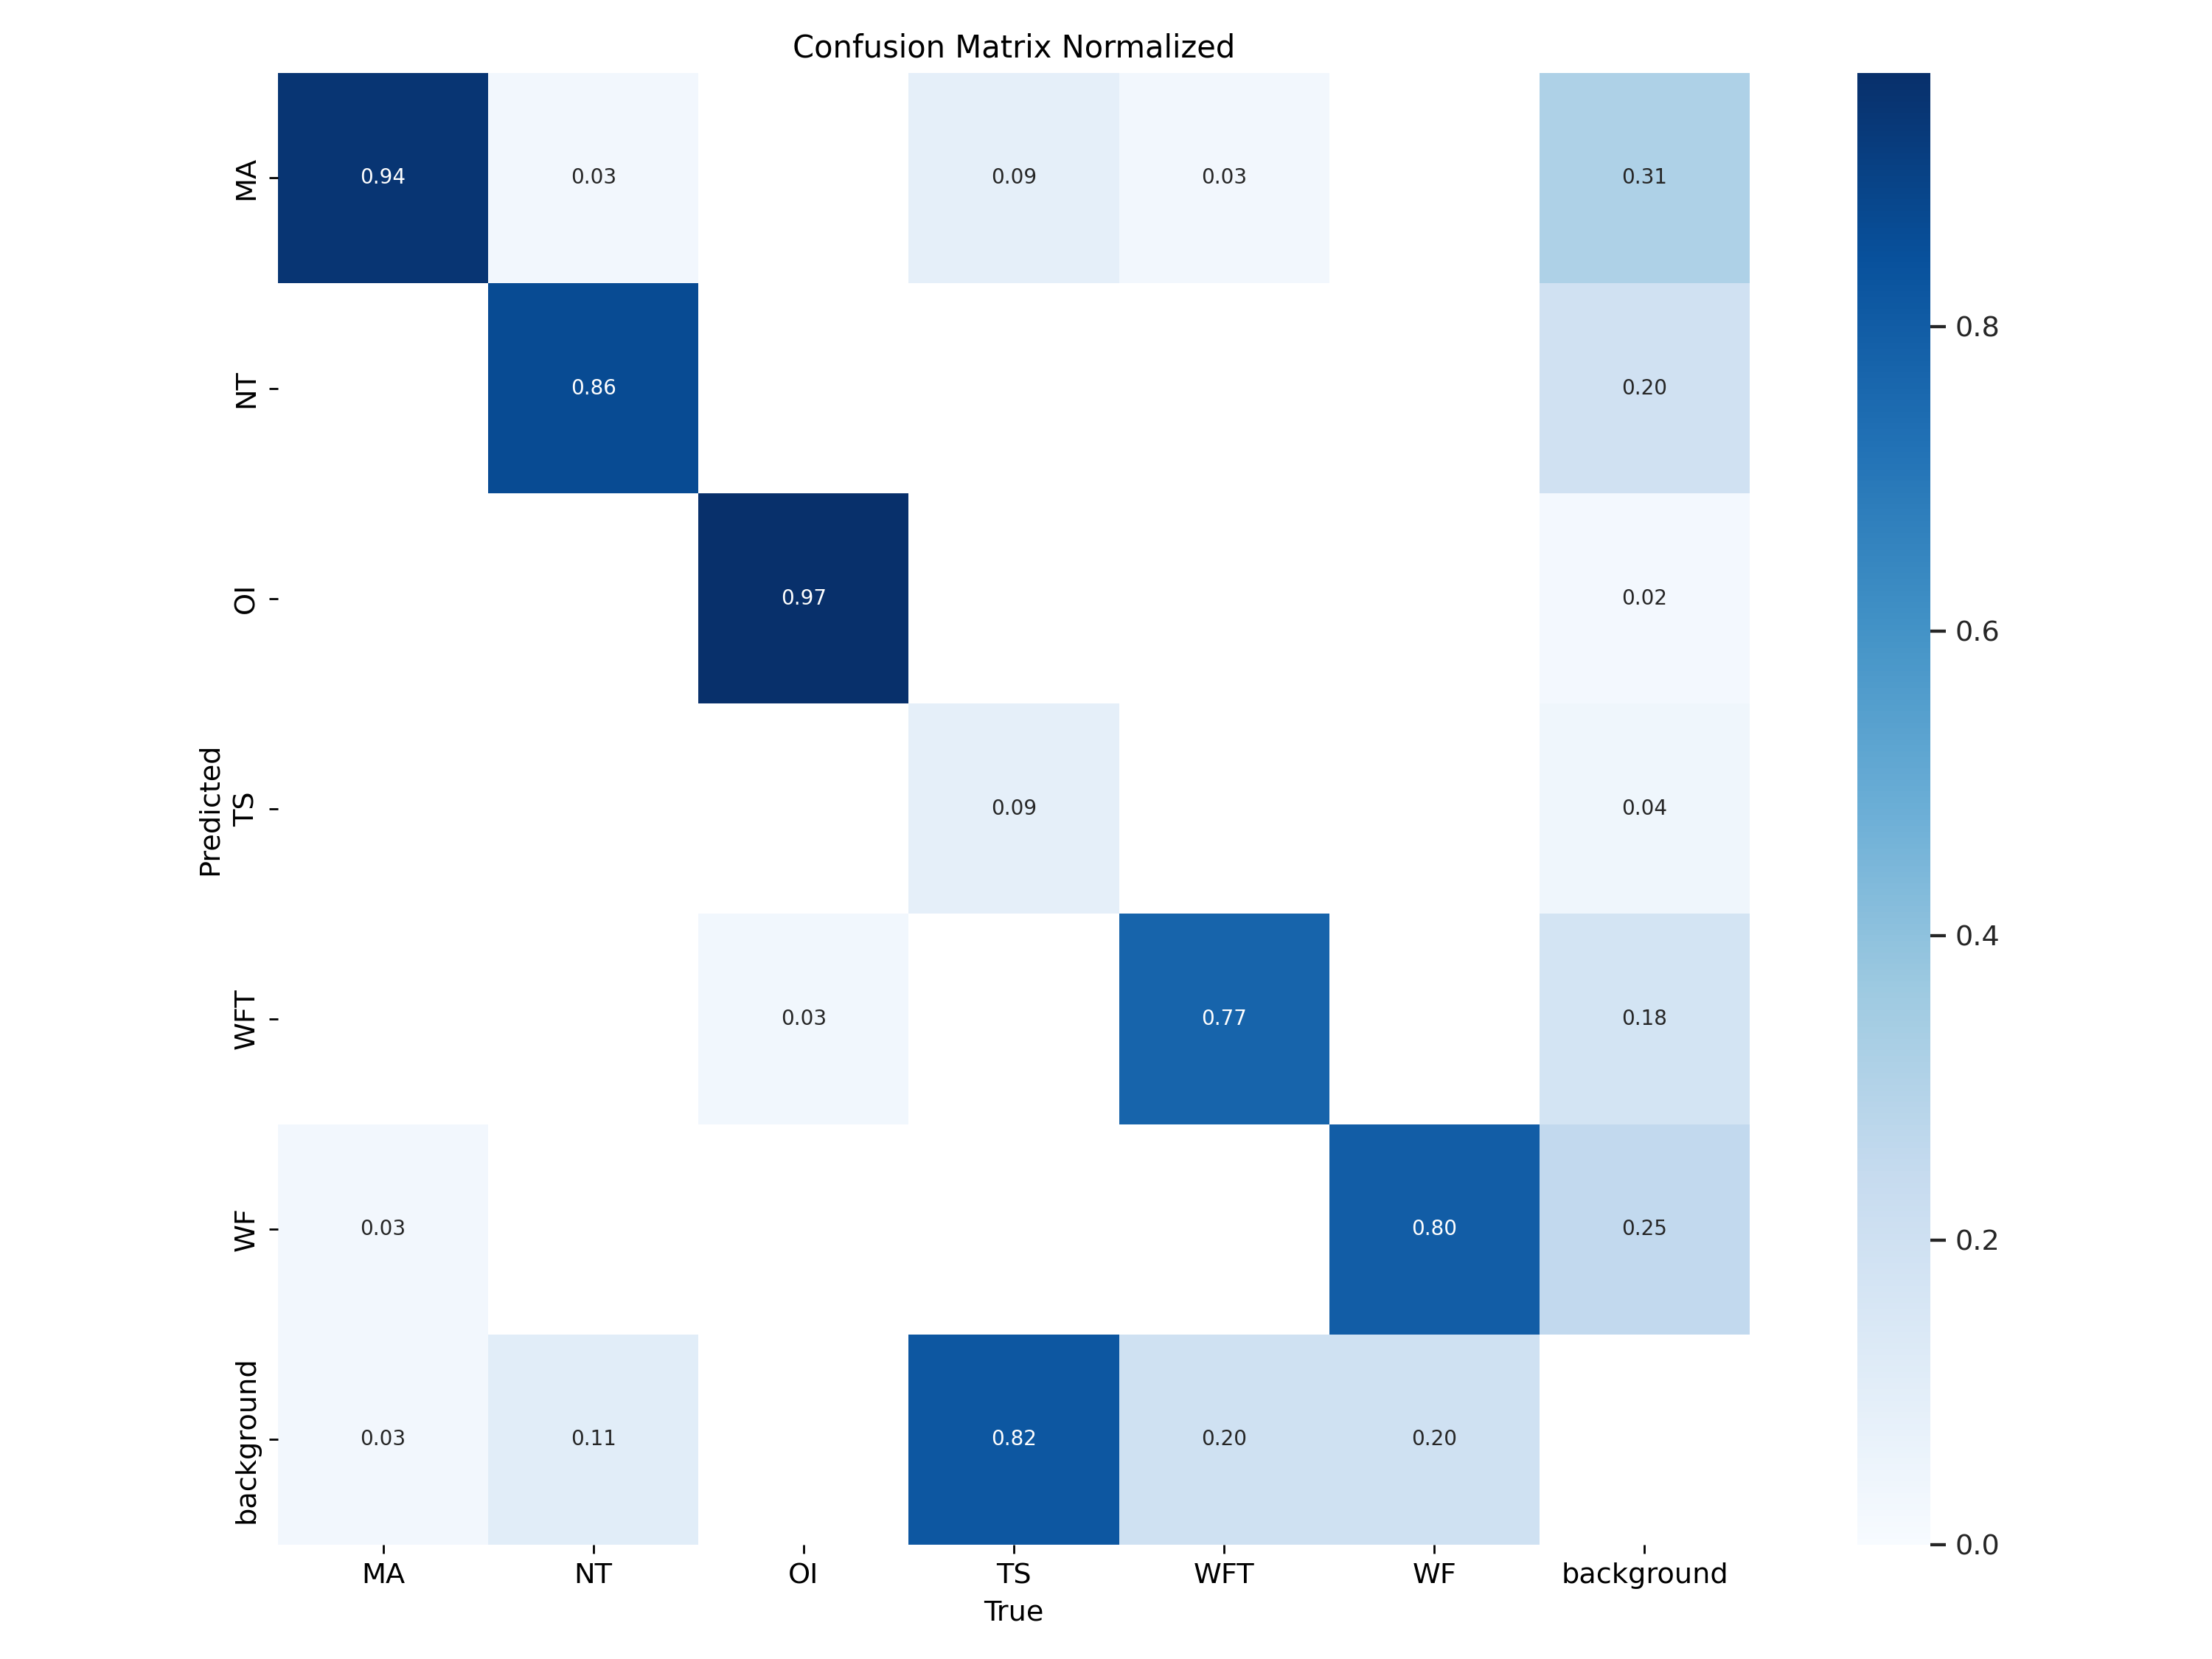 Confusion Matrix Normalized
MA 0.94 0.03 0.09 0.03 0.31
NT 0.86 0.20
OI 0.97 0.02
TS 0.09 0.04
WFT 0.03 0.77 0.18
WF 0.03 0.80 0.25
background 0.03 0.11 0.82 0.20 0.20
MA NT OI TS WFT WF background
True
Predicted
0.8
0.6
0.4
0.2
0.0